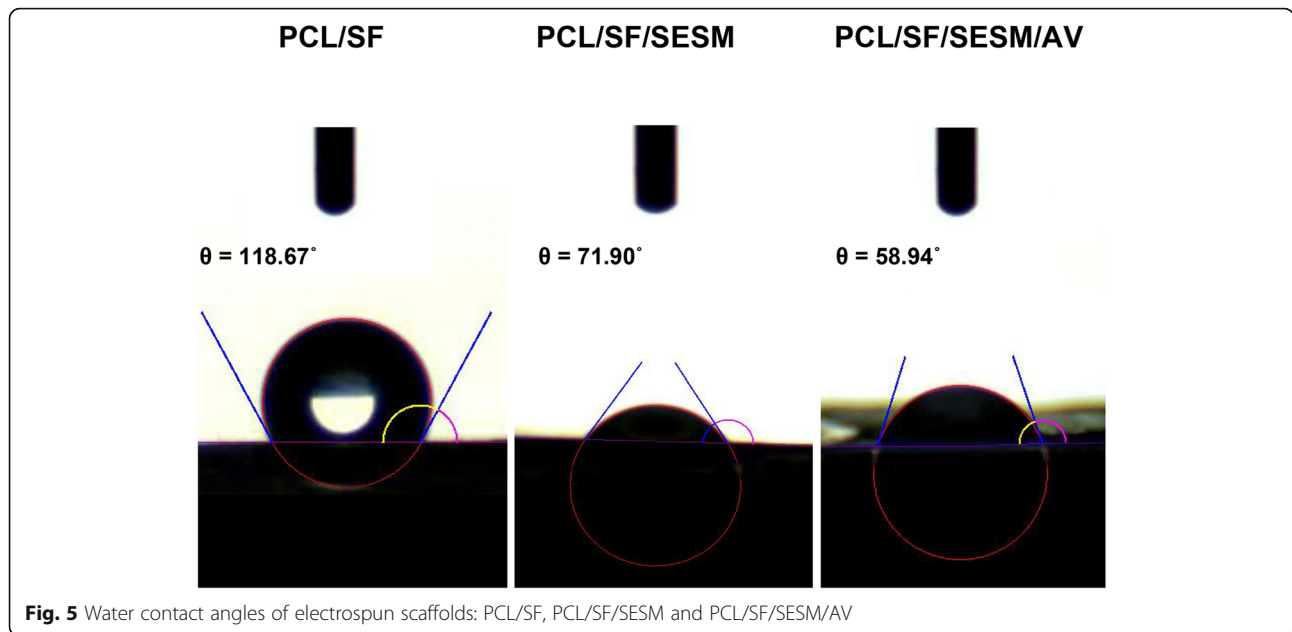 PCL/SF PCL/SF/SESM PCL/SF/SESM/AV
θ = 118.67˚ θ = 71.90˚ θ = 58.94˚
Fig. 5 Water contact angles of electrospun scaffolds: PCL/SF, PCL/SF/SESM and PCL/SF/SESM/AV